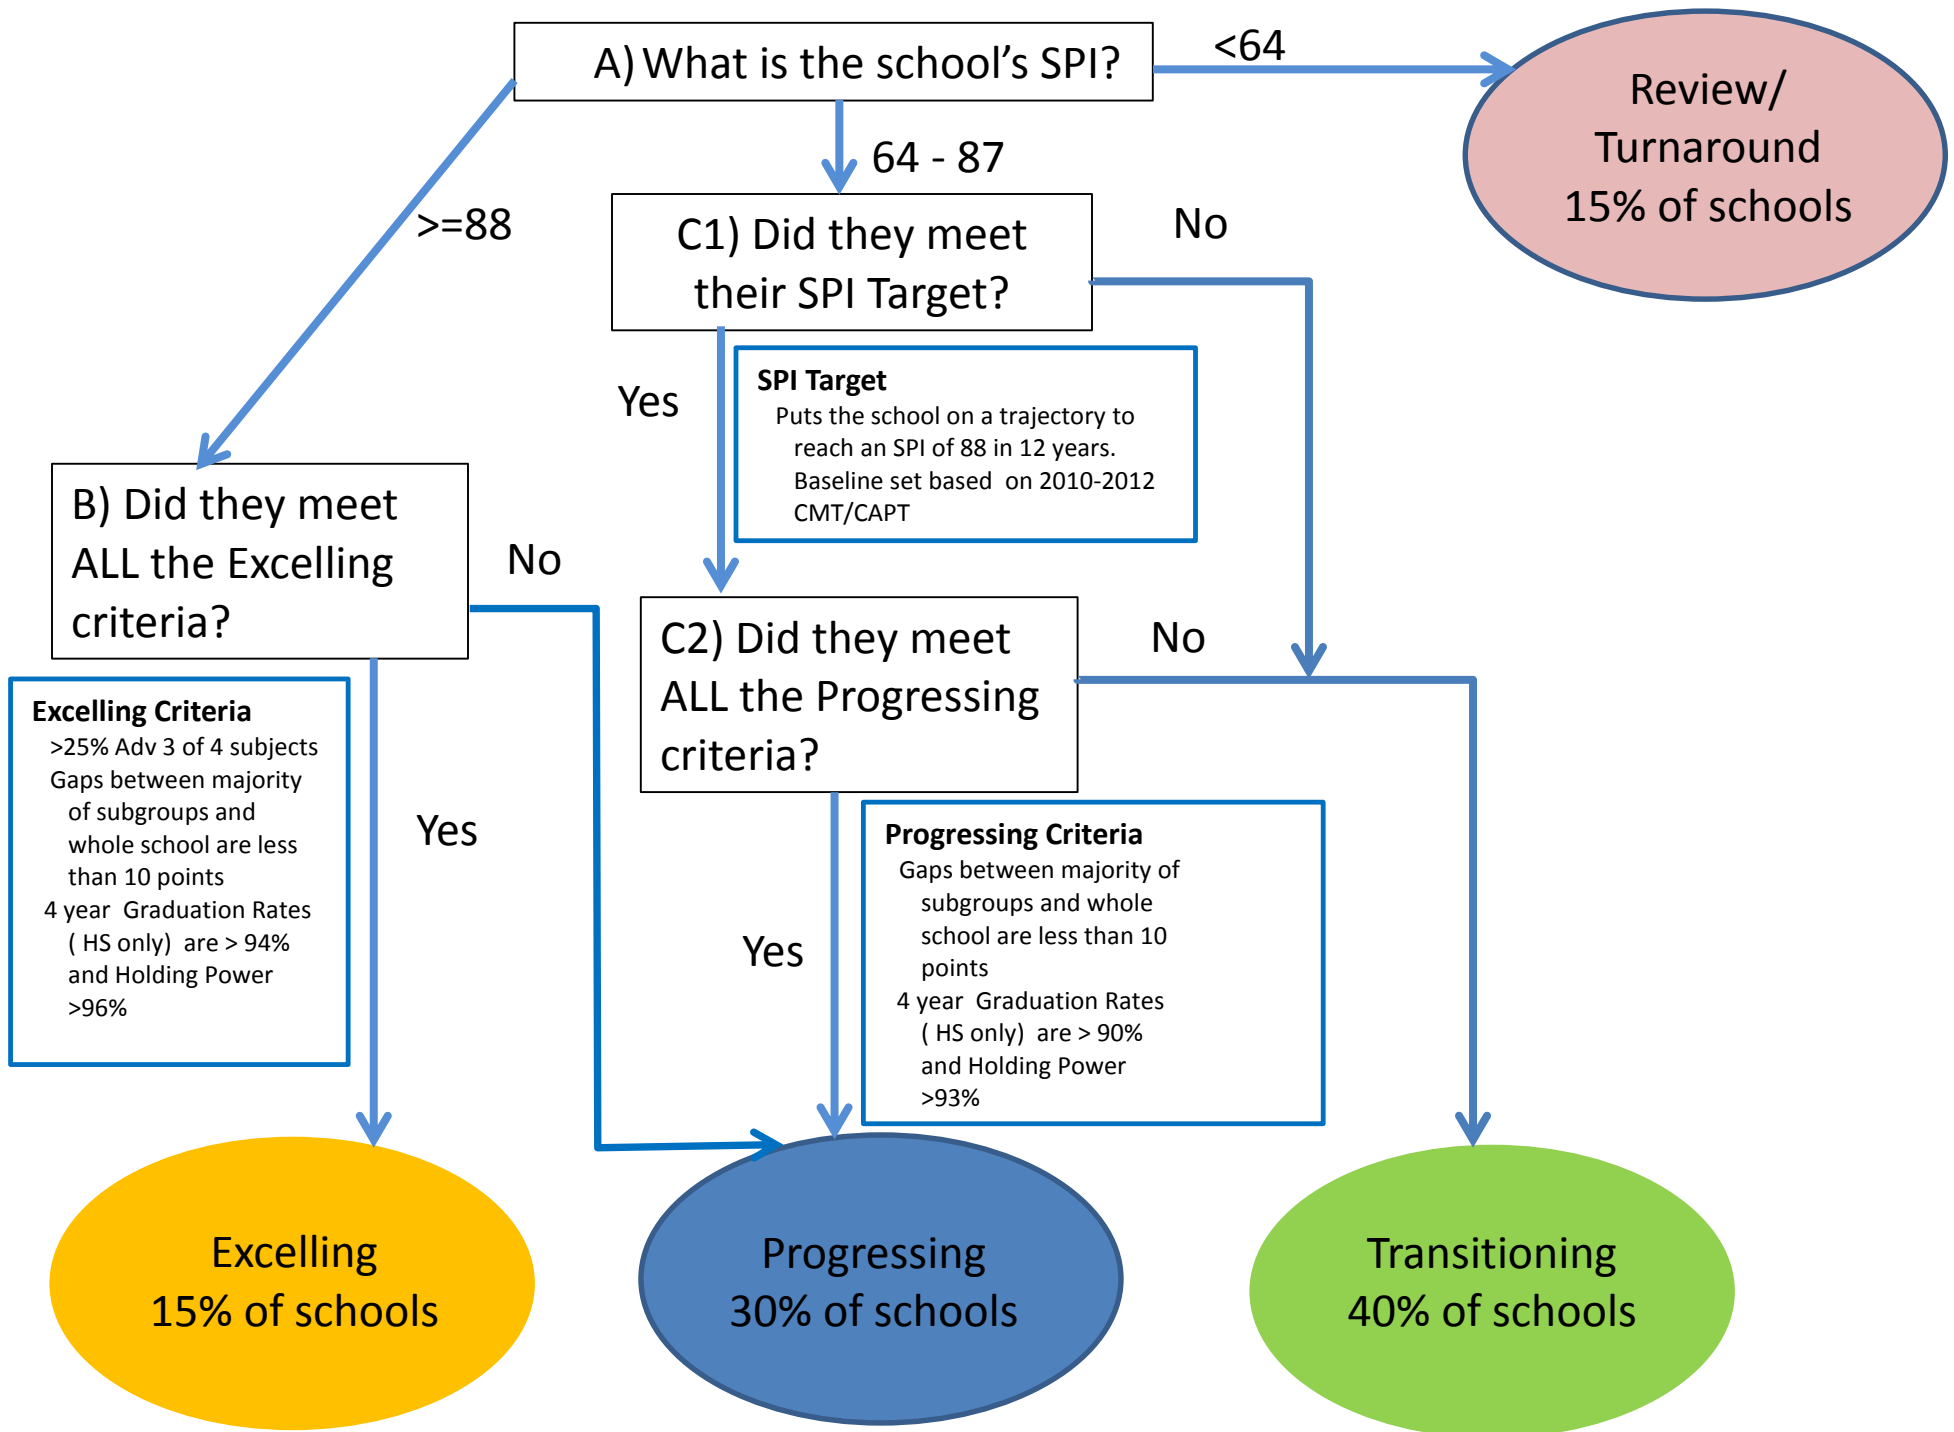 A) What is the school’s SPI?
<64
Review/
Turnaround
15% of schools
64 - 87
>=88
C1) Did they meet
their SPI Target?
No
Yes
SPI Target
Puts the school on a trajectory to
reach an SPI of 88 in 12 years.
Baseline set based  on 2010-2012
CMT/CAPT
B) Did they meet
ALL the Excelling
criteria?
No
C2) Did they meet
ALL the Progressing
criteria?
No
Excelling Criteria
>25% Adv 3 of 4 subjects
Gaps between majority
of subgroups and
whole school are less
than 10 points
4 year  Graduation Rates
( HS only)  are > 94%
and Holding Power
>96%
Yes
Yes
Progressing Criteria
Gaps between majority of
subgroups and whole
school are less than 10
points
4 year  Graduation Rates
( HS only)  are > 90%
and Holding Power
>93%
Excelling
15% of schools
Progressing
30% of schools
Transitioning
40% of schools